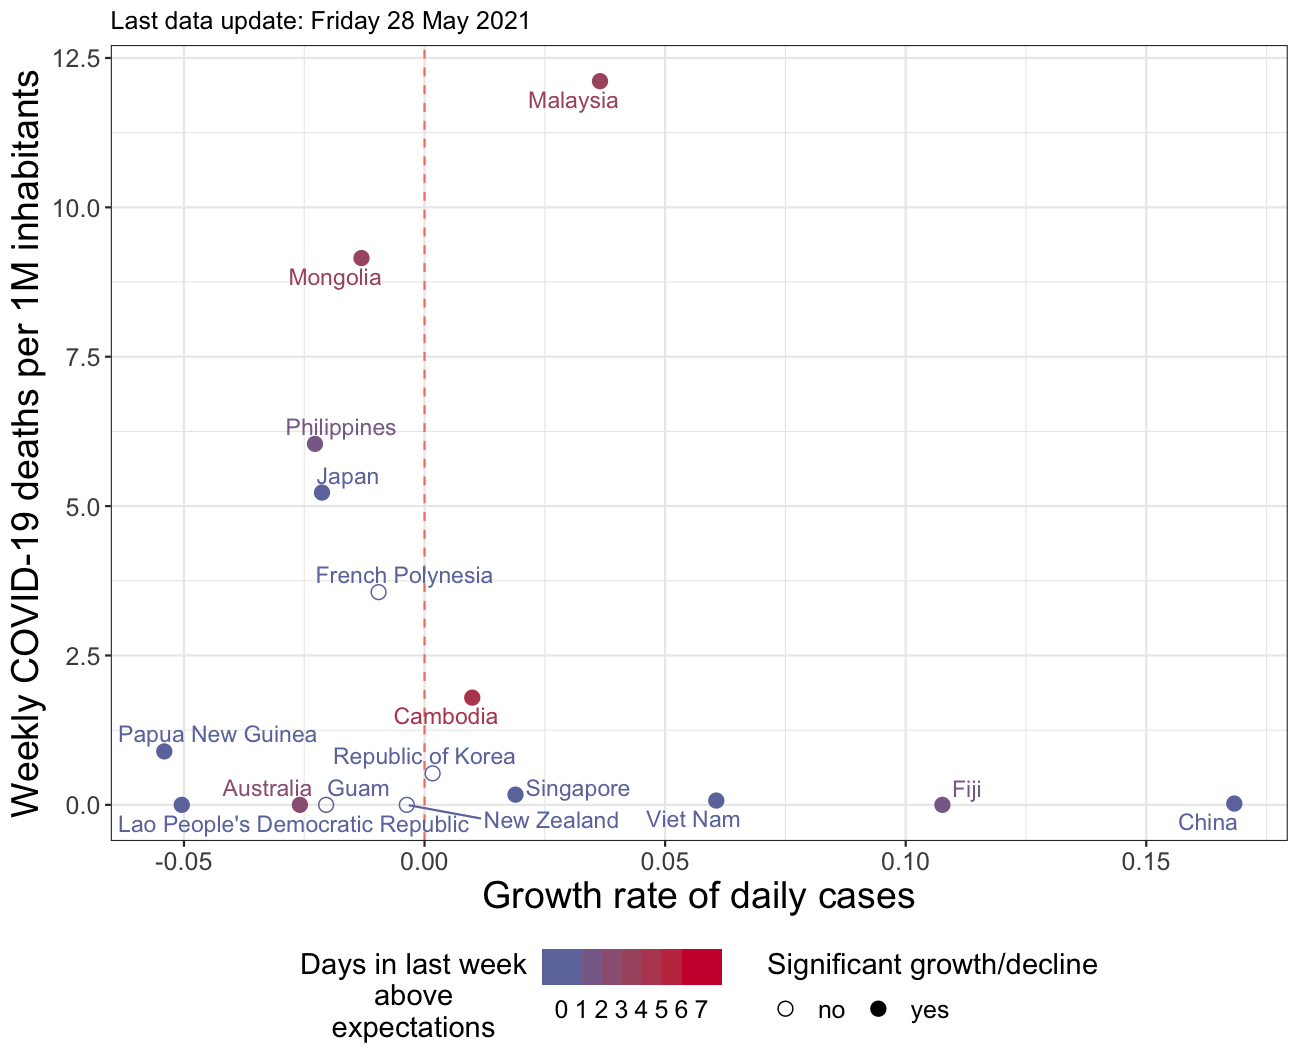 Last data update: Friday 28 May 2021
Weekly COVID-19 deaths per 1M inhabitants
12.5
10.0
7.5
5.0
2.5
0.0
Malaysia
Mongolia
Philippines
Japan
French Polynesia
Cambodia
Papua New Guinea
Republic of Korea
Australia
Guam
Singapore
Fiji
Lao People's Democratic Republic
New Zealand
Viet Nam
China
-0.05 0.00 0.05 0.10 0.15
Growth rate of daily cases
Days in last week
above
expectations
0 1 2 3 4 5 6 7
Significant growth/decline
no yes